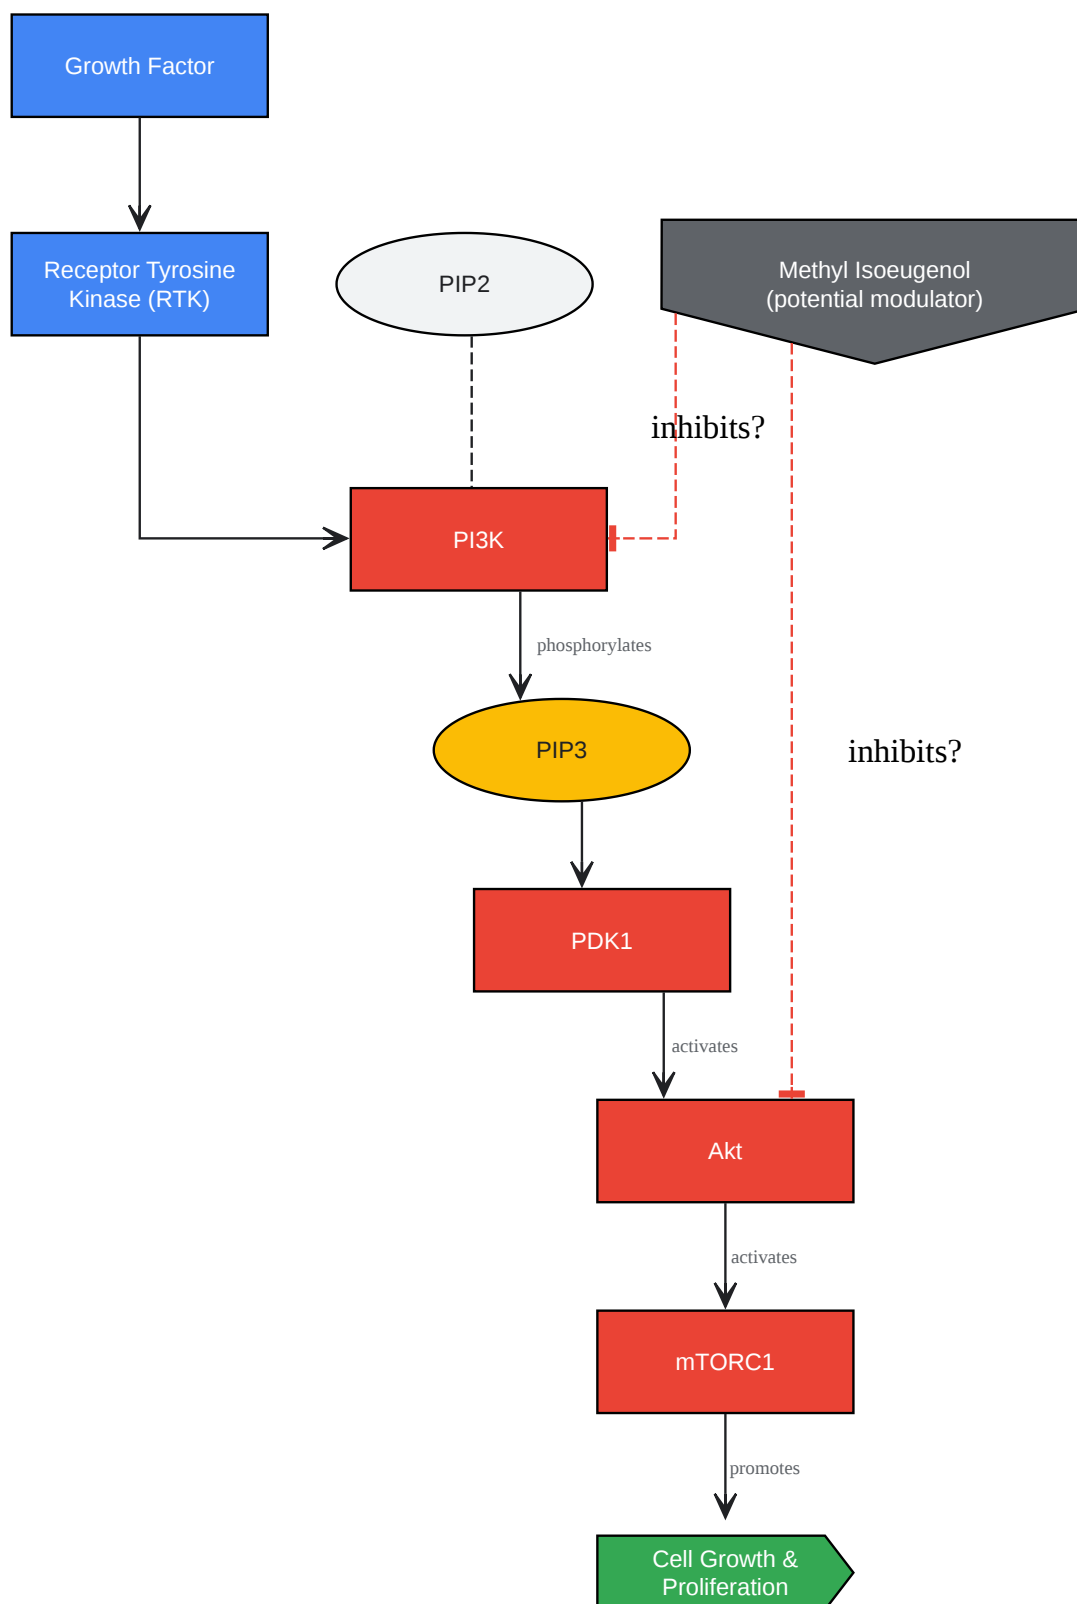 Growth Factor
Receptor Tyrosine
Kinase (RTK)
PIP2
Methyl Isoeugenol
(potential modulator)
inhibits?
PI3K
phosphorylates
PIP3
inhibits?
PDK1
activates
Akt
activates
mTORC1
promotes
Cell Growth &
Proliferation